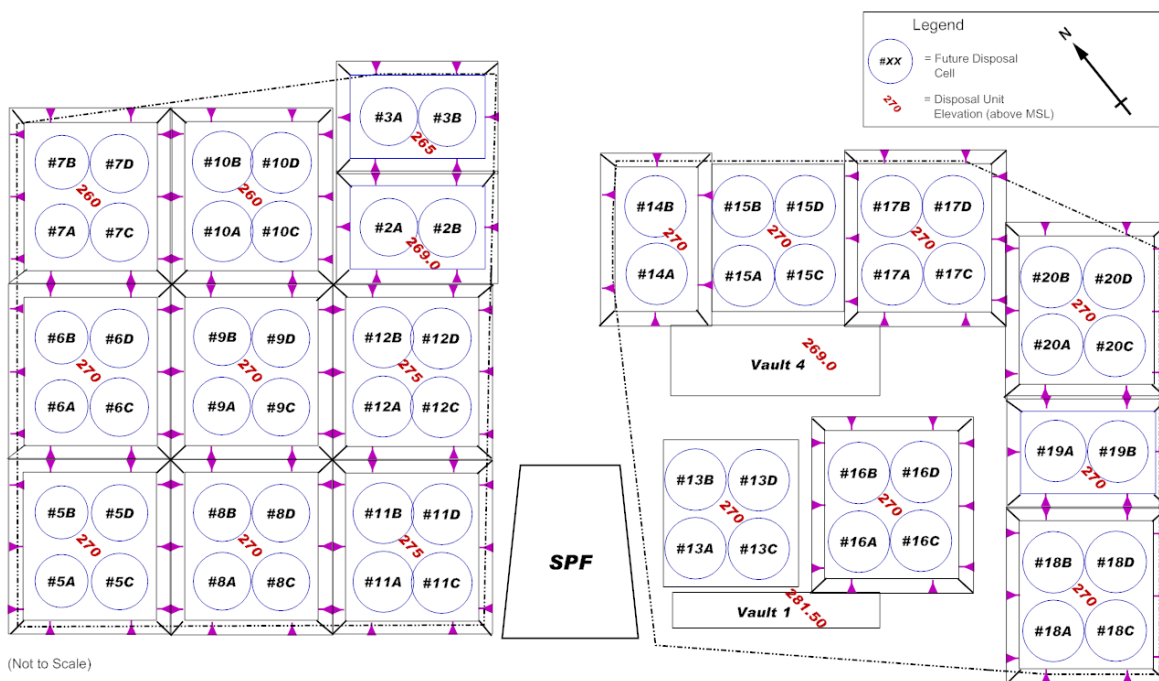 Legend
#XX
= Future Disposal
Cell
270
= Disposal Unit
Elevation (above MSL)
N
#3A #3B
265
#7B #7D
260
#7A #7C
#10B #10D
260
#10A #10C
#2A #2B
269.0
#6B #6D
270
#6A #6C
#9B #9D
270
#9A #9C
#12B #12D
275
#12A #12C
#5B #5D
270
#5A #5C
#8B #8D
270
#8A #8C
#11B #11D
275
#11A #11C
SPF
#14B
270
#14A
#15B #15D
270
#15A #15C
#17B #17D
270
#17A #17C
Vault 4
269.0
#20B #20D
270
#20A #20C
#19A #19B
270
#13B #13D
270
#13A #13C
#16B #16D
270
#16A #16C
Vault 1
281.50
#18B #18D
270
#18A #18C
(Not to Scale)